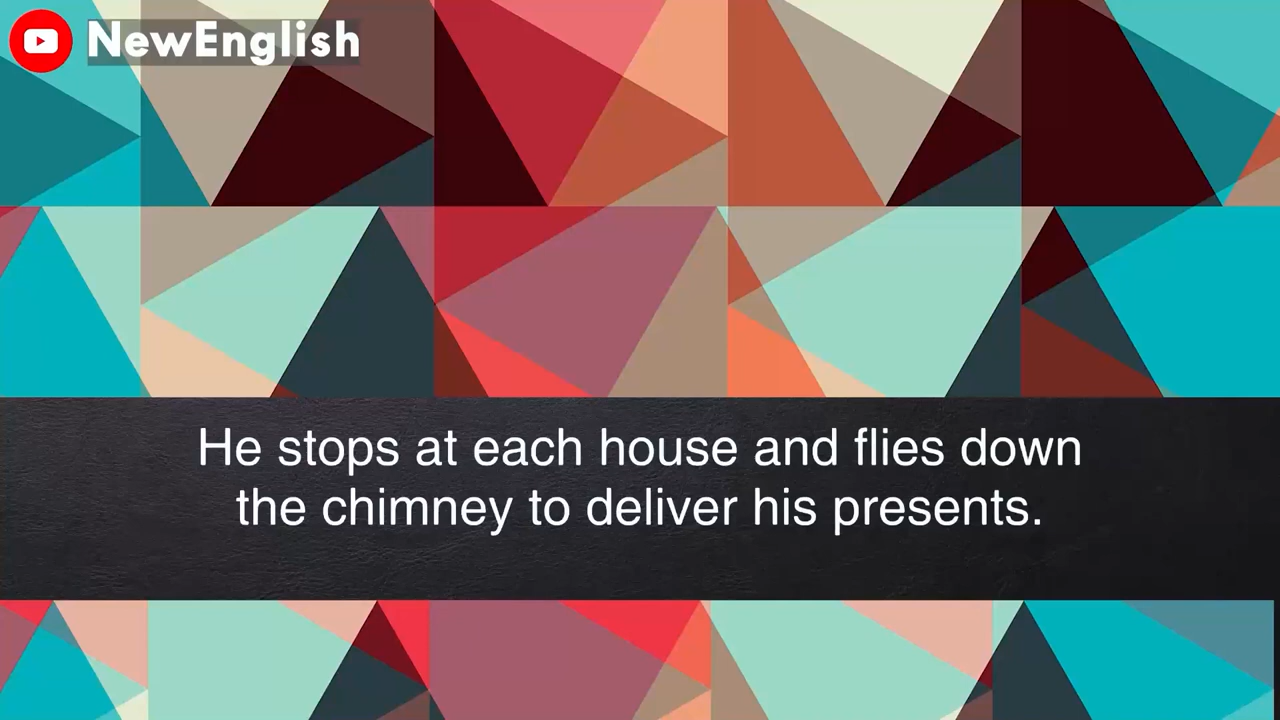 NewEnglish
He stops at each house and flies down
the chimney to deliver his presents.